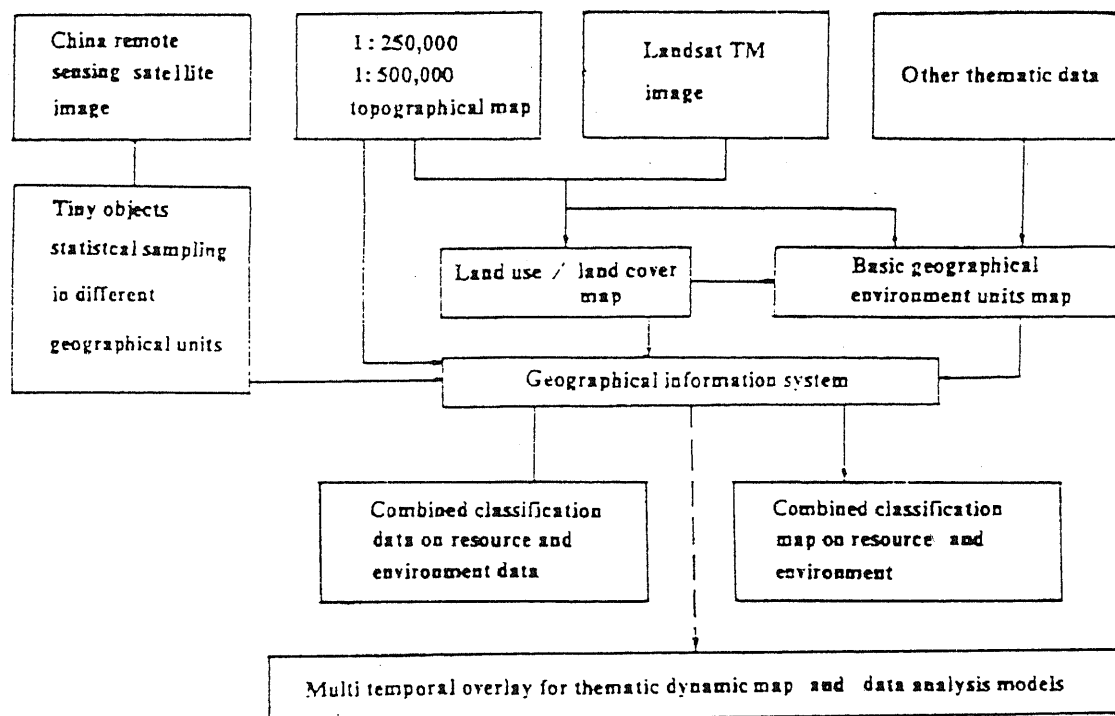 China remote
sensing satellite
image
1 : 250,000
1 : 500,000
topographical map
Landsat TM
image
Other thematic data
Tiny objects
statistcal sampling
in different
geographical units
Land use / land cover
map
Basic geographical
environment units map
Geographical information system
Combined classification
data on resource and
environment data
Combined classification
map on resource and
environment
Multi temporal overlay for thematic dynamic map and data analysis models